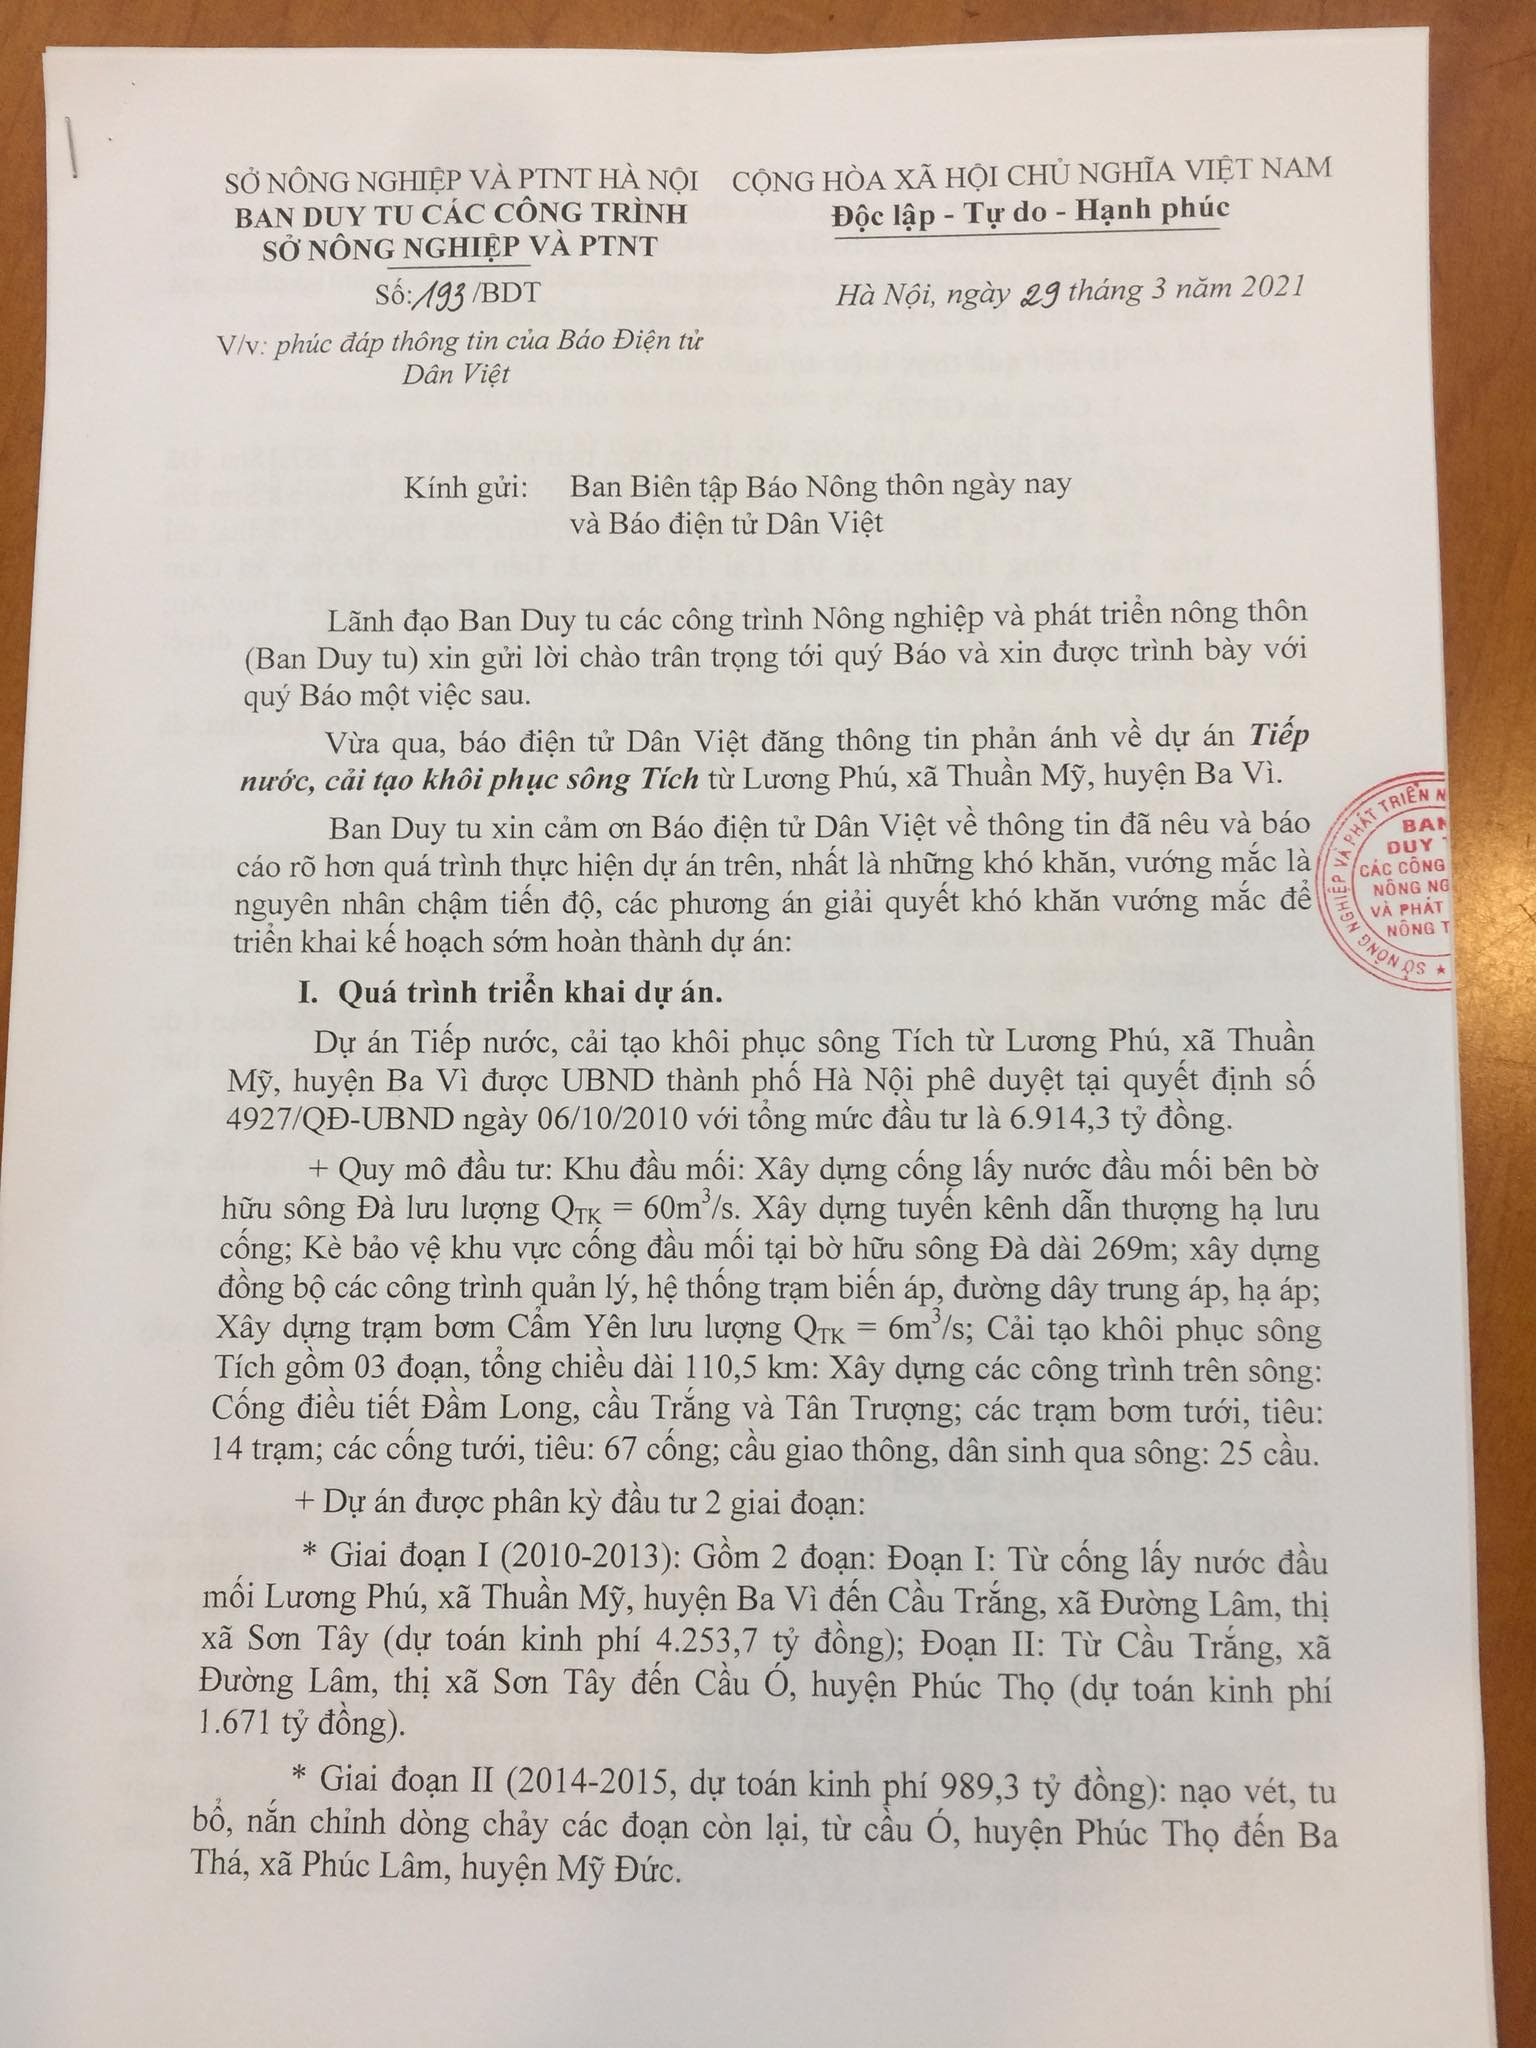 SỞ NÔNG NGHIỆP VÀ PTNT HÀ NỘI
BAN DUY TU CÁC CÔNG TRÌNH
SỞ NÔNG NGHIỆP VÀ PTNT
Số: 193 /BDT
V/v: phúc đáp thông tin của Báo Điện tử
Dân Việt
CỘNG HÒA XÃ HỘI CHỦ NGHĨA VIỆT NAM
Độc lập - Tự do - Hạnh phúc
Hà Nội, ngày 29 tháng 3 năm 2021
Kính gửi: Ban Biên tập Báo Nông thôn ngày nay
và Báo điện tử Dân Việt
Lãnh đạo Ban Duy tu các công trình Nông nghiệp và phát triển nông thôn
(Ban Duy tu) xin gửi lời chào trân trọng tới quý Báo và xin được trình bày với
quý Báo một việc sau.
Vừa qua, báo điện tử Dân Việt đăng thông tin phản ánh về dự án Tiếp
nước, cải tạo khôi phục sông Tích từ Lương Phú, xã Thuần Mỹ, huyện Ba Vì.
Ban Duy tu xin cảm ơn Báo điện tử Dân Việt về thông tin đã nêu và báo
cáo rõ hơn quá trình thực hiện dự án trên, nhất là những khó khăn, vướng mắc là
nguyên nhân chậm tiến độ, các phương án giải quyết khó khăn vướng mắc để
triển khai kế hoạch sớm hoàn thành dự án:
I. Quá trình triển khai dự án.
Dự án Tiếp nước, cải tạo khôi phục sông Tích từ Lương Phú, xã Thuần
Mỹ, huyện Ba Vì được UBND thành phố Hà Nội phê duyệt tại quyết định số
4927/QĐ-UBND ngày 06/10/2010 với tổng mức đầu tư là 6.914,3 tỷ đồng.
+ Quy mô đầu tư: Khu đầu mối: Xây dựng cống lấy nước đầu mối bên bờ
hữu sông Đà lưu lượng QTK = 60m³/s. Xây dựng tuyến kênh dẫn thượng hạ lưu
cống; Kè bảo vệ khu vực cống đầu mối tại bờ hữu sông Đà dài 269m; xây dựng
đồng bộ các công trình quản lý, hệ thống trạm biến áp, đường dây trung áp, hạ áp;
Xây dựng trạm bơm Cẩm Yên lưu lượng QTK = 6m³/s; Cải tạo khôi phục sông
Tích gồm 03 đoạn, tổng chiều dài 110,5 km: Xây dựng các công trình trên sông:
Cống điều tiết Đầm Long, cầu Trắng và Tân Trượng; các trạm bơm tưới, tiêu:
14 trạm; các cống tưới, tiêu: 67 cống; cầu giao thông, dân sinh qua sông: 25 cầu.
+ Dự án được phân kỳ đầu tư 2 giai đoạn:
* Giai đoạn I (2010-2013): Gồm 2 đoạn: Đoạn I: Từ cống lấy nước đầu
mối Lương Phú, xã Thuần Mỹ, huyện Ba Vì đến Cầu Trắng, xã Đường Lâm, thị
xã Sơn Tây (dự toán kinh phí 4.253,7 tỷ đồng); Đoạn II: Từ Cầu Trắng, xã
Đường Lâm, thị xã Sơn Tây đến Cầu Ó, huyện Phúc Thọ (dự toán kinh phí
1.671 tỷ đồng).
* Giai đoạn II (2014-2015, dự toán kinh phí 989,3 tỷ đồng): nạo vét, tu
bổ, nắn chỉnh dòng chảy các đoạn còn lại, từ cầu Ó, huyện Phúc Thọ đến Ba
Thá, xã Phúc Lâm, huyện Mỹ Đức.
SỞ NÔNG NGHIỆP VÀ PHÁT TRIỂN N
BAN
DUY T
CÁC CÔNG
NÔNG NG
VÀ PHÁT
NÔNG T